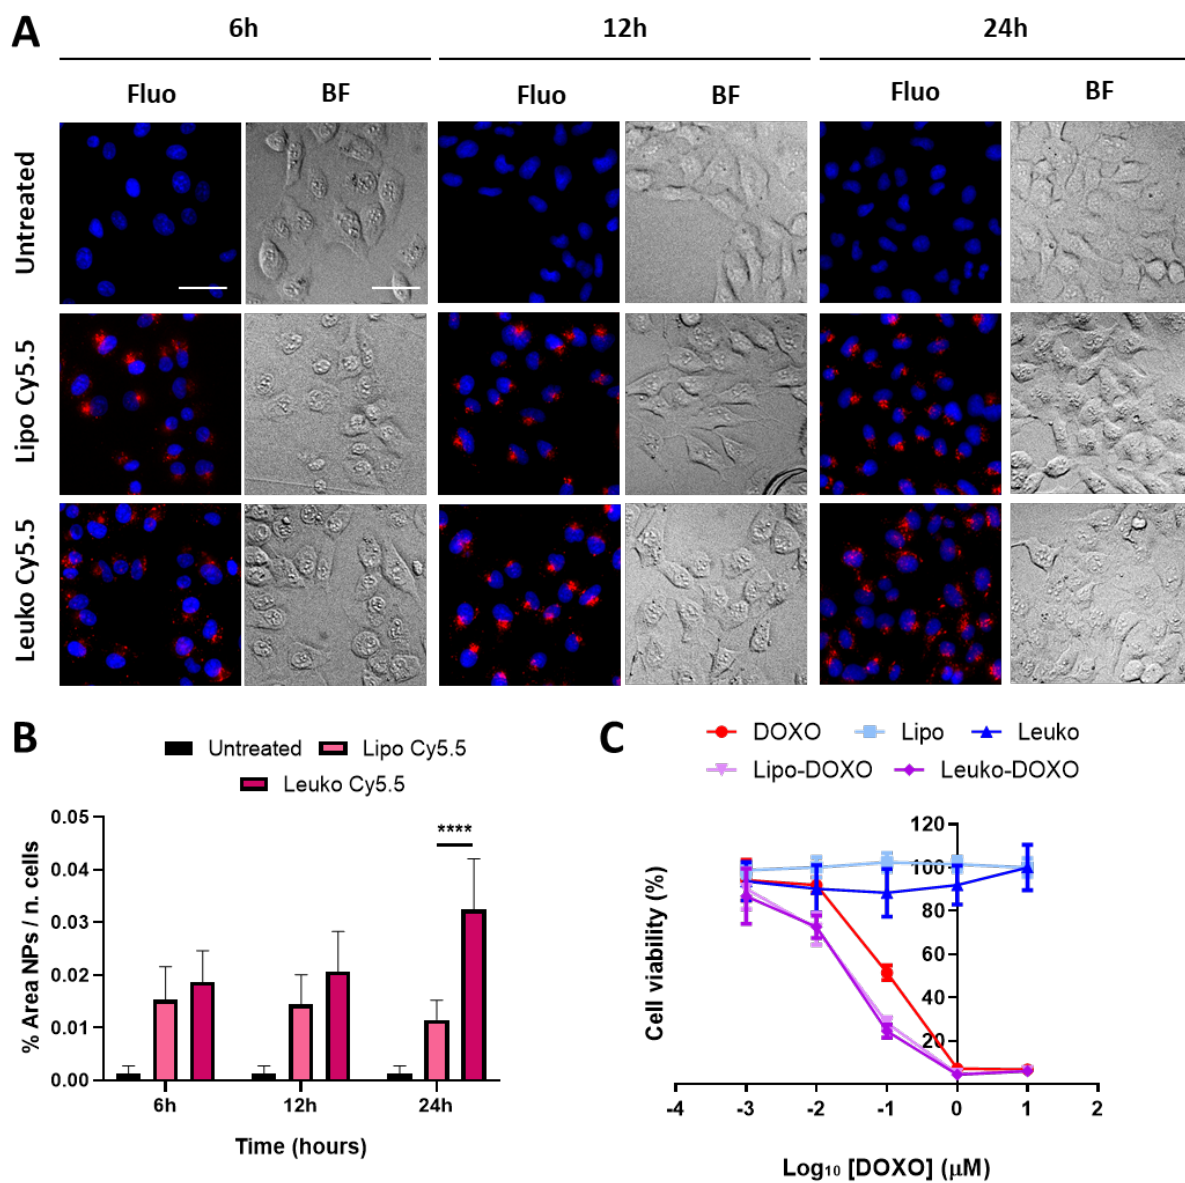 A
6h 12h 24h
Fluo BF Fluo BF Fluo BF
Untreated
Lipo Cy5.5
Leuko Cy5.5
B
Untreated Lipo Cy5.5
Leuko Cy5.5
0.05
0.04
0.03
0.02
0.01
0.00
% Area NPs / n. cells
****
6h 12h 24h
Time (hours)
C
DOXO Lipo Leuko
Lipo-DOXO Leuko-DOXO
120
100
80
60
40
20
Cell viability (%)
-4 -3 -2 -1 0 1 2
Log₁₀ [DOXO] (μM)